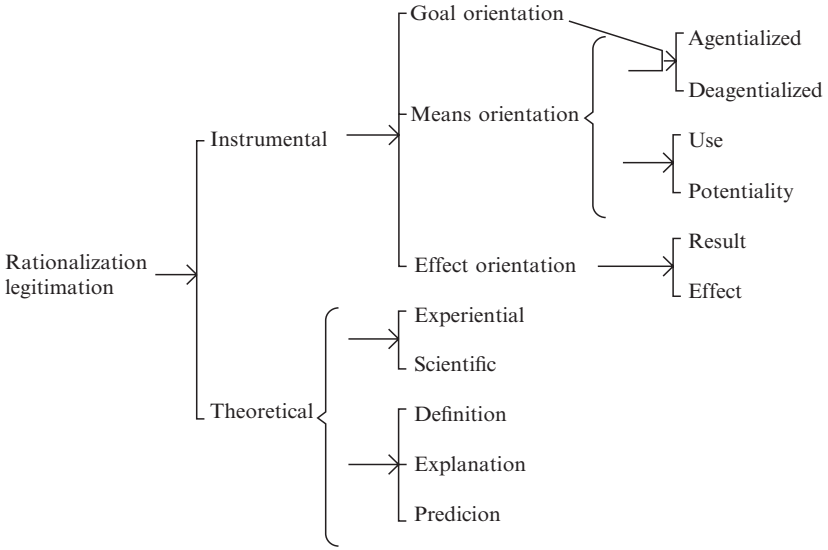 Goal orientation
Agentialized
Deagentialized
Means orientation
Use
Instrumental
Potentiality
Result
Rationalization
legitimation
Effect orientation
Effect
Experiential
Scientific
Theoretical
Definition
Explanation
Predicion